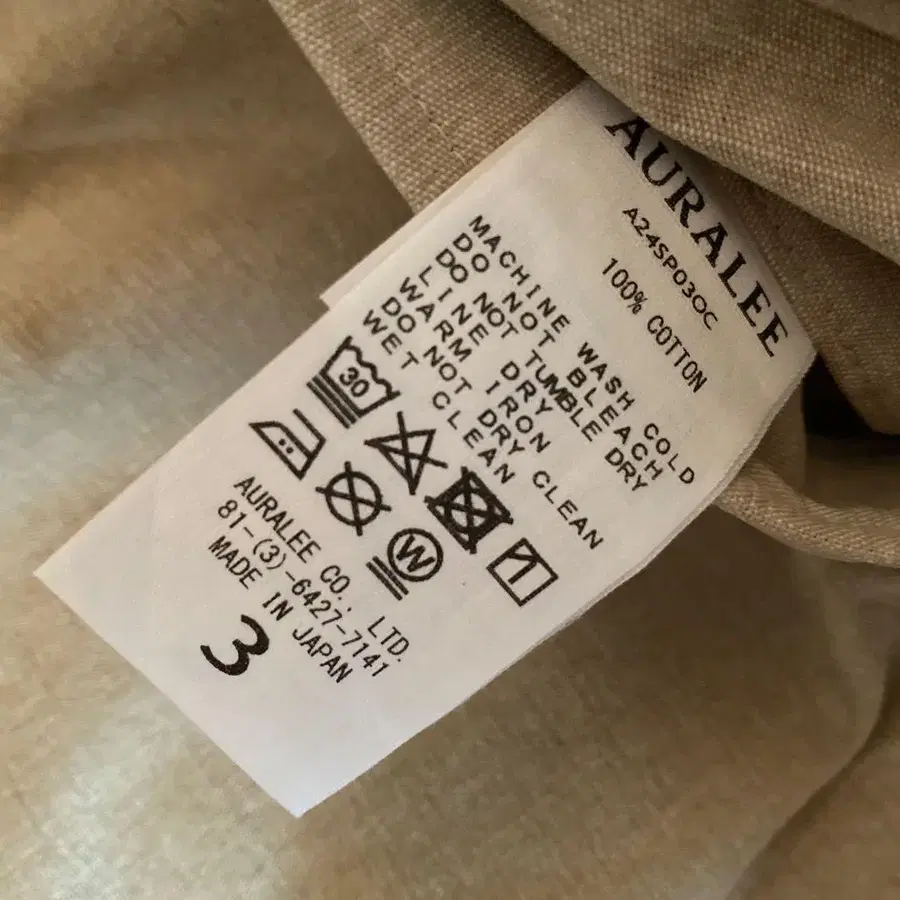 AURALEE
A24SP03OC
100% COTTON
MACHINE WASH COLD
DO NOT BLEACH
DO NOT TUMBLE DRY
LINE DRY
WARM IRON
DO NOT DRY CLEAN
WET CLEAN
30
W
AURALEE CO., LTD.
81-(3)-6427-7141
MADE IN JAPAN
3